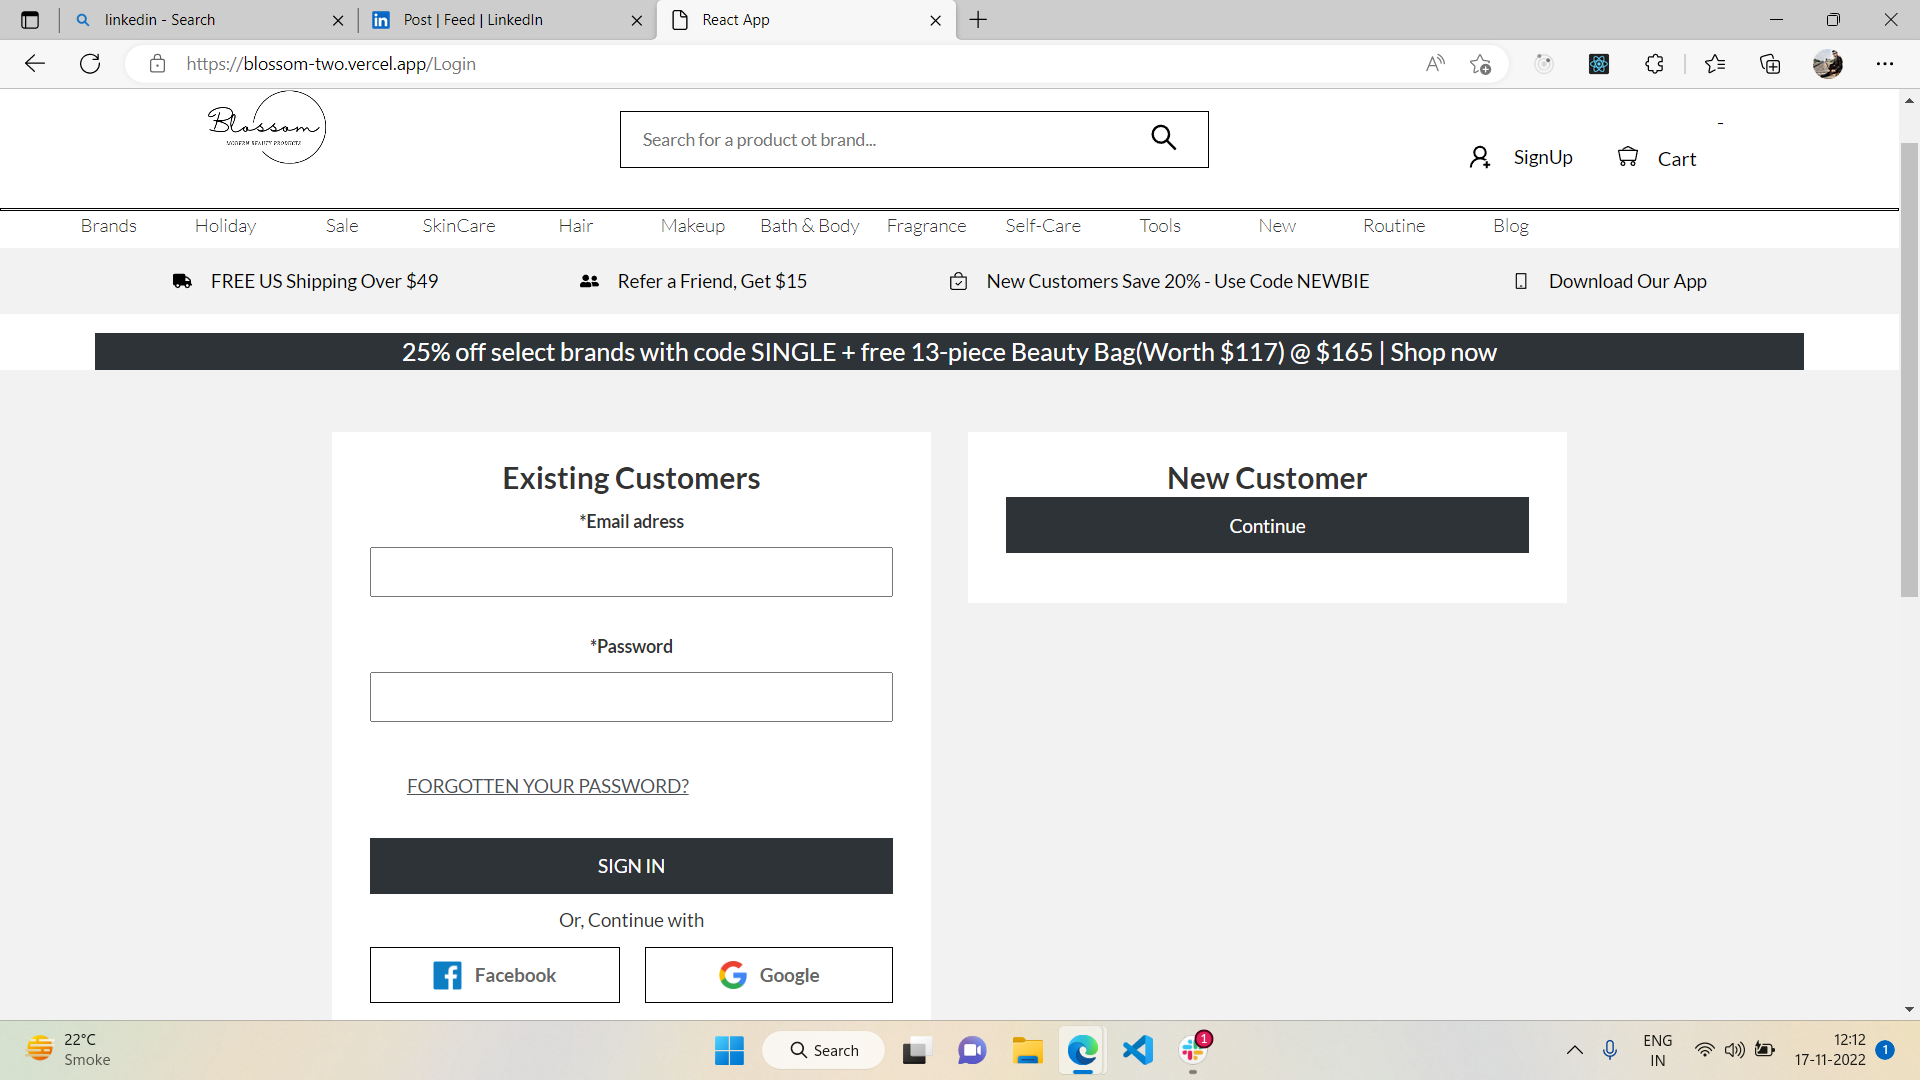 linkedin - Search
Post | Feed | LinkedIn
React App
https://blossom-two.vercel.app/Login
Blossom
MODERN BEAUTY PRODUCTS
Search for a product ot brand...
-
SignUp
Cart
Brands Holiday Sale SkinCare Hair Makeup Bath & Body Fragrance Self-Care Tools New Routine Blog
FREE US Shipping Over $49 Refer a Friend, Get $15 New Customers Save 20% - Use Code NEWBIE Download Our App
25% off select brands with code SINGLE + free 13-piece Beauty Bag(Worth $117) @ $165 | Shop now
Existing Customers
*Email adress
*Password
FORGOTTEN YOUR PASSWORD?
SIGN IN
Or, Continue with
Facebook Google
New Customer
Continue
22°C
Smoke
Search
1
ENG
IN
12:12
17-11-2022
1